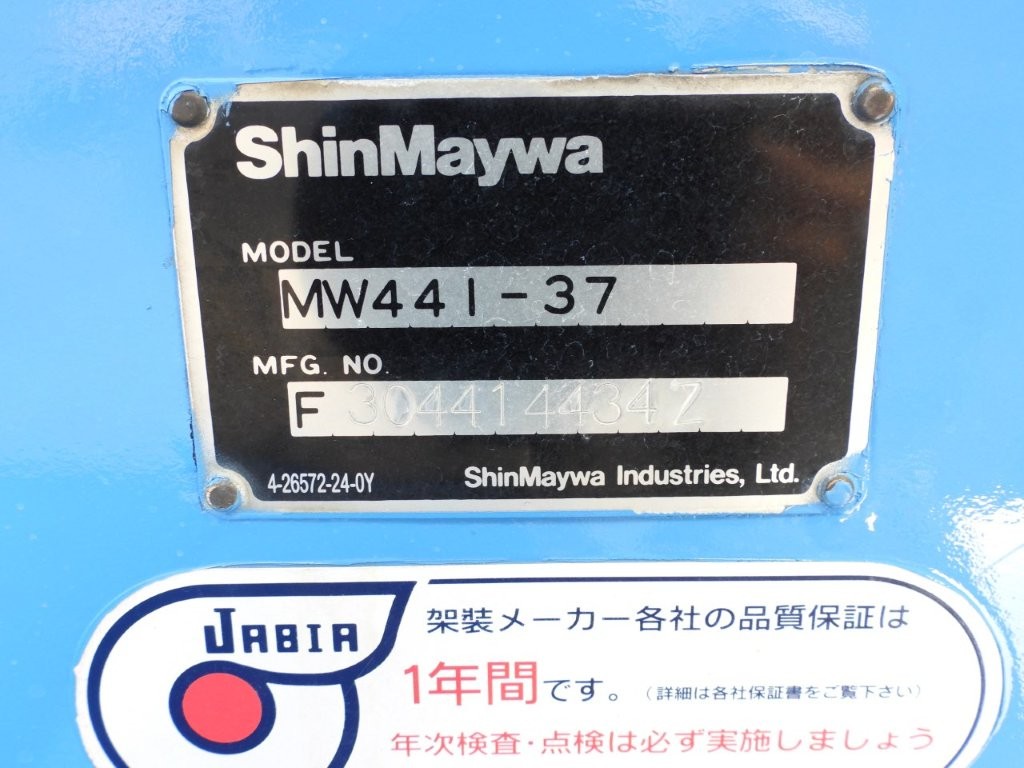 ShinMaywa
MODEL
MW441-37
MFG. NO.
F 304414434Z
4-26572-24-0Y ShinMaywa Industries, Ltd.
JABIA
架装メーカー各社の品質保証は
1年間です。(詳細は各社保証書をご覧下さい)
年次検査・点検は必ず実施しましょう